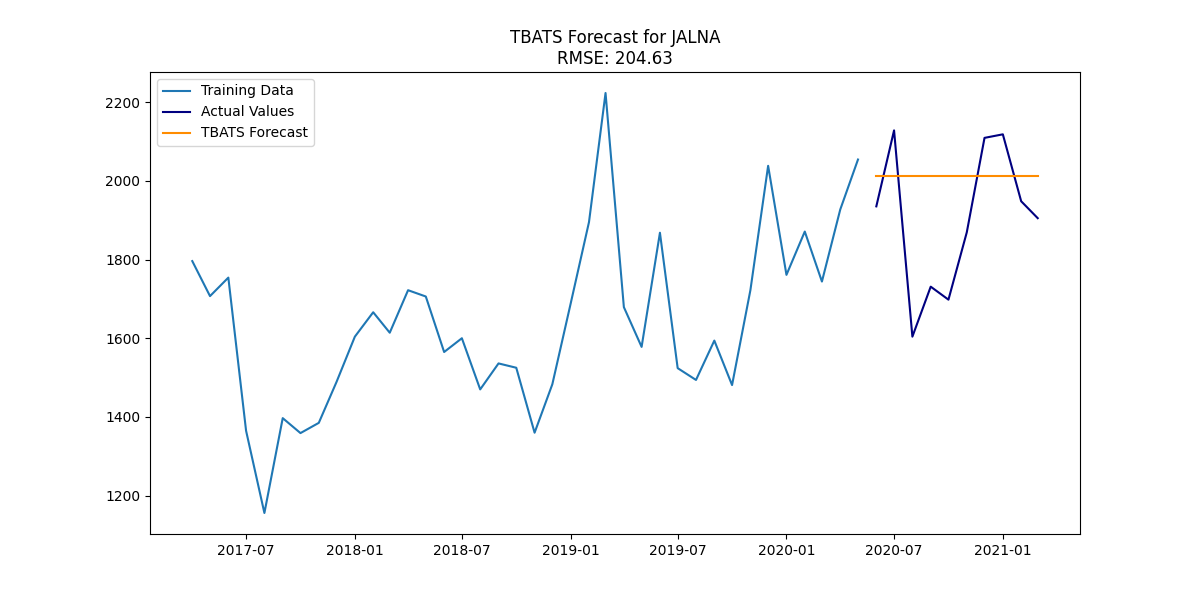 TBATS Forecast for JALNA
RMSE: 204.63
Training Data
Actual Values
TBATS Forecast
2200
2000
1800
1600
1400
1200
2017-07 2018-01 2018-07 2019-01 2019-07 2020-01 2020-07 2021-01